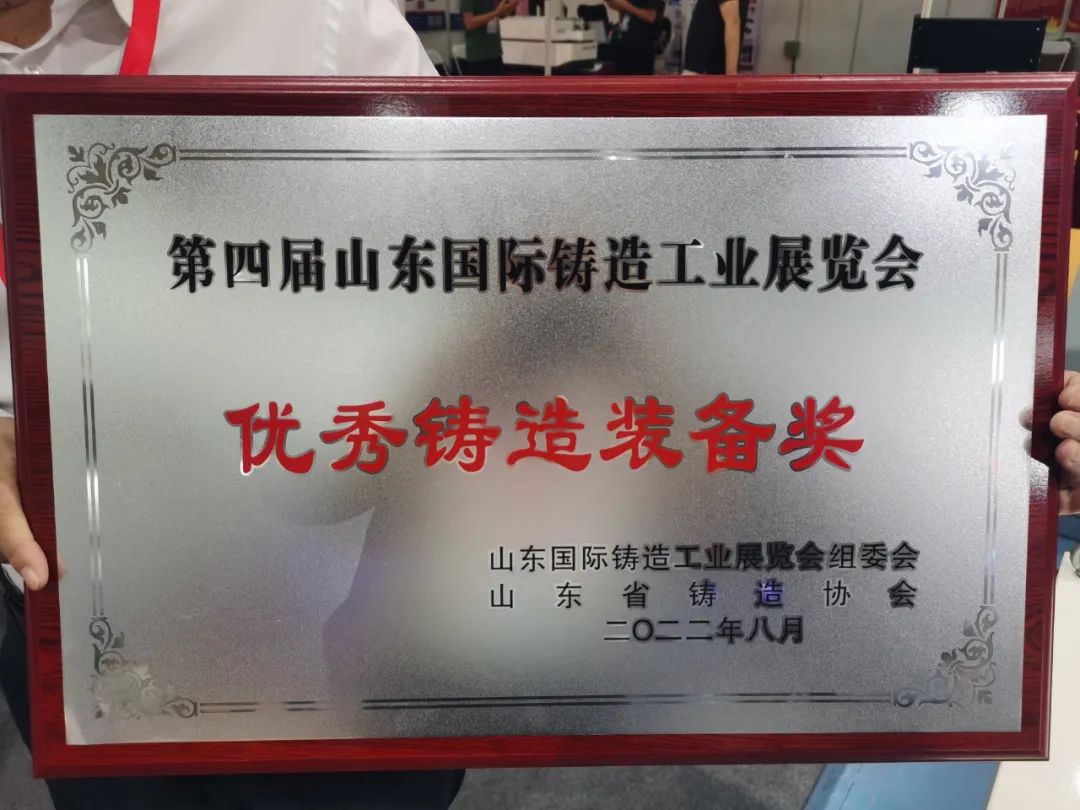 第四届山东国际铸造工业展览会
优秀铸造装备奖
山东国际铸造工业展览会组委会
山东省铸造协会
二〇二二年八月